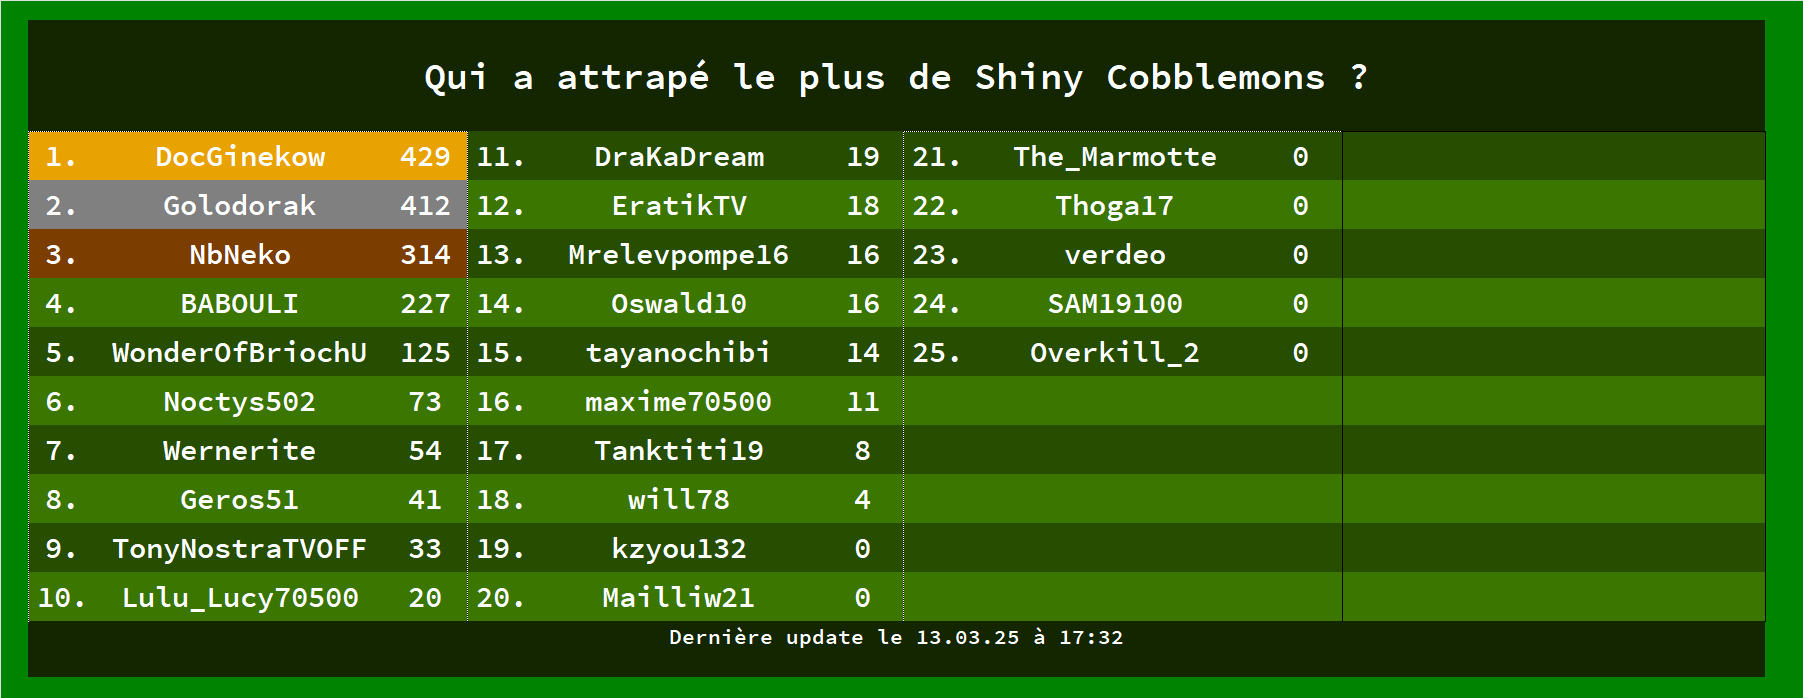 Qui a attrapé le plus de Shiny Cobblemons ?
1. DocGinekow 429
2. Golodorak 412
3. NbNeko 314
4. BABOULI 227
5. WonderOfBriochU 125
6. Noctys502 73
7. Wernerite 54
8. Geros51 41
9. TonyNostraTVOFF 33
10. Lulu_Lucy70500 20
11. DraKaDream 19
12. EratikTV 18
13. Mrelevpompe16 16
14. Oswald10 16
15. tayanochibi 14
16. maxime70500 11
17. Tanktiti19 8
18. will78 4
19. kzyou132 0
20. Mailliw21 0
21. The_Marmotte 0
22. Thoga17 0
23. verdeo 0
24. SAM19100 0
25. Overkill_2 0
Dernière update le 13.03.25 à 17:32